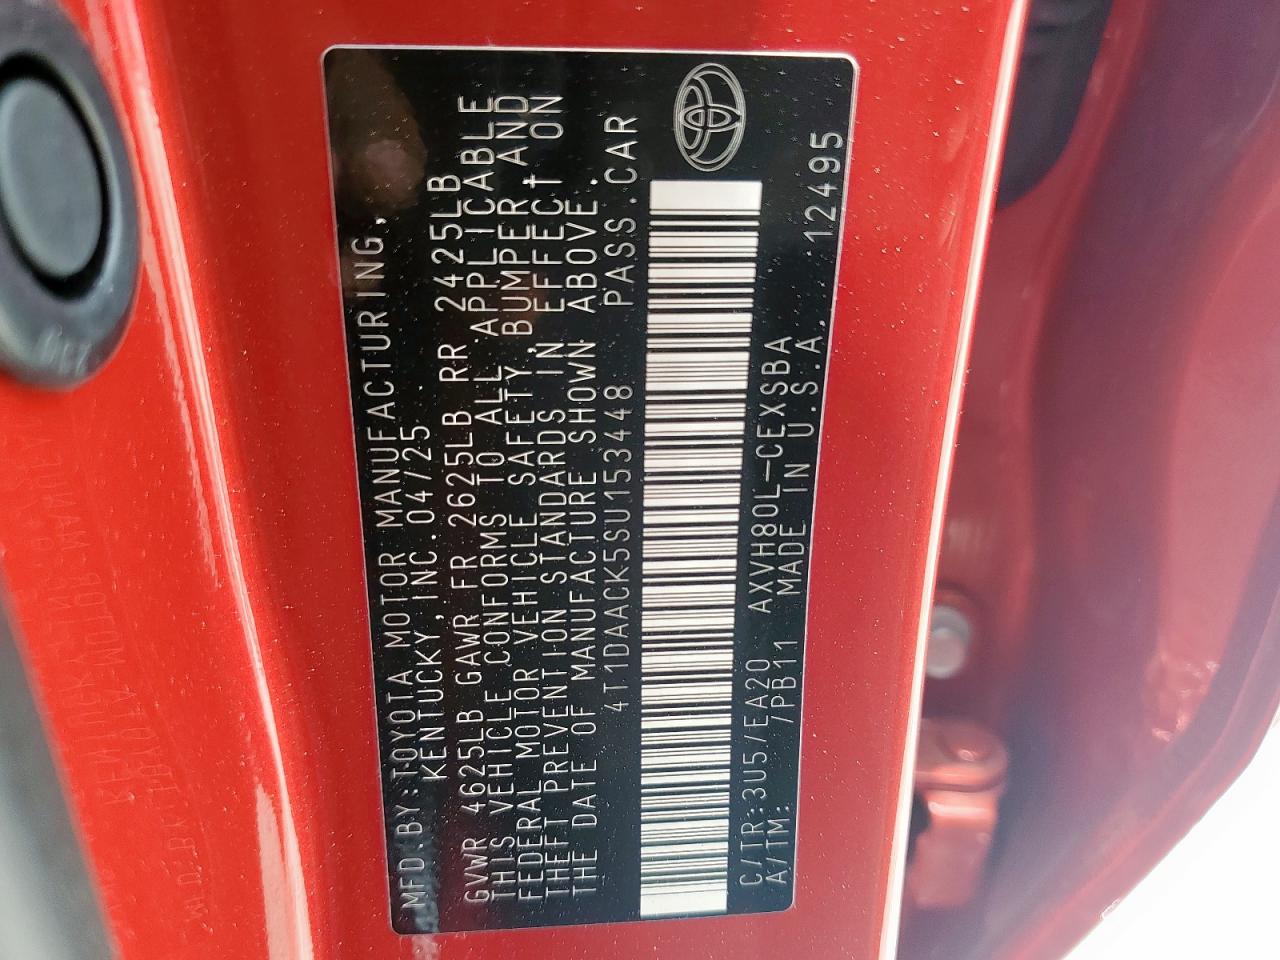 MFD.BY:TOYOTA MOTOR MANUFACTURING,
KENTUCKY,INC.04/25
GVWR 4625LB GAWR FR 2625LB RR 2425LB
THIS VEHICLE CONFORMS TO ALL APPLICABLE
FEDERAL MOTOR VEHICLE SAFETY,BUMPER,AND
THEFT PREVENTION STANDARDS IN EFFECT ON
THE DATE OF MANUFACTURE SHOWN ABOVE.
4T1DAACK5SU153448 PASS.CAR
C/TR:3U5/EA20 AXVH80L-CEXSBA
A/TM: /PB11 MADE IN U.S.A. 12495